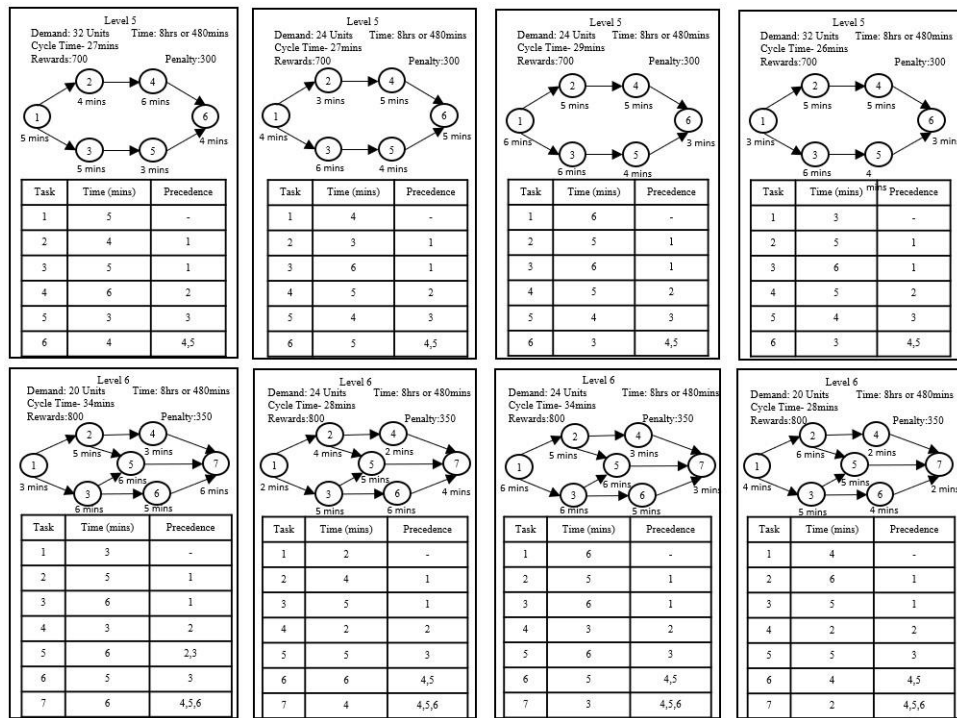 Level 5
Demand: 32 Units Time: 8hrs or 480mins
Cycle Time- 27mins
Rewards:700 Penalty:300
2 4
4 mins 6 mins
1 6
5 mins 4 mins
3 5
5 mins 3 mins
Task Time (mins) Precedence
1 5 -
2 4 1
3 5 1
4 6 2
5 3 3
6 4 4,5
Level 5
Demand: 24 Units Time: 8hrs or 480mins
Cycle Time- 27mins
Rewards:700 Penalty:300
2 4
3 mins 5 mins
1 6
4 mins 5 mins
3 5
6 mins 4 mins
Task Time (mins) Precedence
1 4 -
2 3 1
3 6 1
4 5 2
5 4 3
6 5 4,5
Level 5
Demand: 24 Units Time: 8hrs or 480mins
Cycle Time- 29mins
Rewards:700 Penalty:300
2 4
5 mins 5 mins
1 6
6 mins 3 mins
3 5
6 mins 4 mins
Task Time (mins) Precedence
1 6 -
2 5 1
3 6 1
4 5 2
5 4 3
6 3 4,5
Level 5
Demand: 32 Units Time: 8hrs or 480mins
Cycle Time- 26mins
Rewards:700 Penalty:300
2 4
5 mins 5 mins
1 6
3 mins 3 mins
3 5
6 mins 4
mins
Task Time (mins) Precedence
1 3 -
2 5 1
3 6 1
4 5 2
5 4 3
6 3 4,5
Level 6
Demand: 20 Units Time: 8hrs or 480mins
Cycle Time- 34mins
Rewards:800 Penalty:350
2 4
5 mins 3 mins
1 5 7
3 mins 6 mins 6 mins
3 6
6 mins 5 mins
Task Time (mins) Precedence
1 3 -
2 5 1
3 6 1
4 3 2
5 6 2,3
6 5 3
7 6 4,5,6
Level 6
Demand: 24 Units Time: 8hrs or 480mins
Cycle Time- 28mins
Rewards:800 Penalty:350
2 4
4 mins 2 mins
1 5 7
2 mins 5 mins 4 mins
3 6
5 mins 6 mins
Task Time (mins) Precedence
1 2 -
2 4 1
3 5 1
4 2 2
5 5 3
6 6 4,5
7 4 4,5,6
Level 6
Demand: 24 Units Time: 8hrs or 480mins
Cycle Time- 34mins
Rewards:800 Penalty:350
2 4
5 mins 3 mins
1 5 7
6 mins 6 mins 3 mins
3 6
6 mins 5 mins
Task Time (mins) Precedence
1 6 -
2 5 1
3 6 1
4 3 2
5 6 3
6 5 4,5
7 3 4,5,6
Level 6
Demand: 20 Units Time: 8hrs or 480mins
Cycle Time- 28mins
Rewards:800 Penalty:350
2 4
6 mins 2 mins
1 5 7
4 mins 5 mins 2 mins
3 6
5 mins 4 mins
Task Time (mins) Precedence
1 4 -
2 6 1
3 5 1
4 2 2
5 5 3
6 4 4,5
7 2 4,5,6